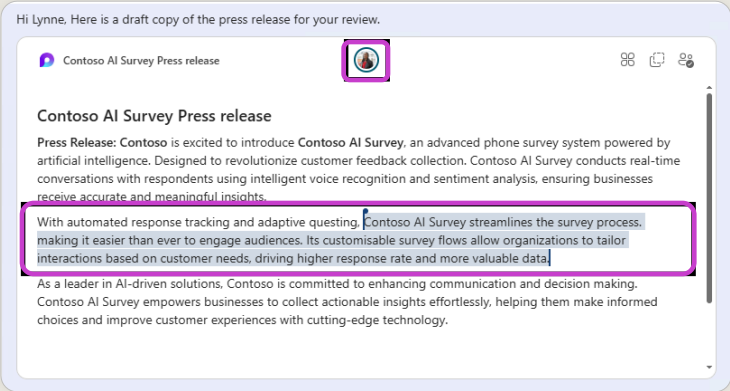 Hi Lynne, Here is a draft copy of the press release for your review.
Contoso AI Survey Press release
Contoso AI Survey Press release
Press Release: Contoso is excited to introduce Contoso AI Survey, an advanced phone survey system powered by
artificial intelligence. Designed to revolutionize customer feedback collection. Contoso AI Survey conducts real-time
conversations with respondents using intelligent voice recognition and sentiment analysis, ensuring businesses
receive accurate and meaningful insights.
With automated response tracking and adaptive questing, Contoso AI Survey streamlines the survey process.
making it easier than ever to engage audiences. Its customisable survey flows allow organizations to tailor
interactions based on customer needs, driving higher response rate and more valuable data.
As a leader in AI-driven solutions, Contoso is committed to enhancing communication and decision making.
Contoso AI Survey empowers businesses to collect actionable insights effortlessly, helping them make informed
choices and improve customer experiences with cutting-edge technology.